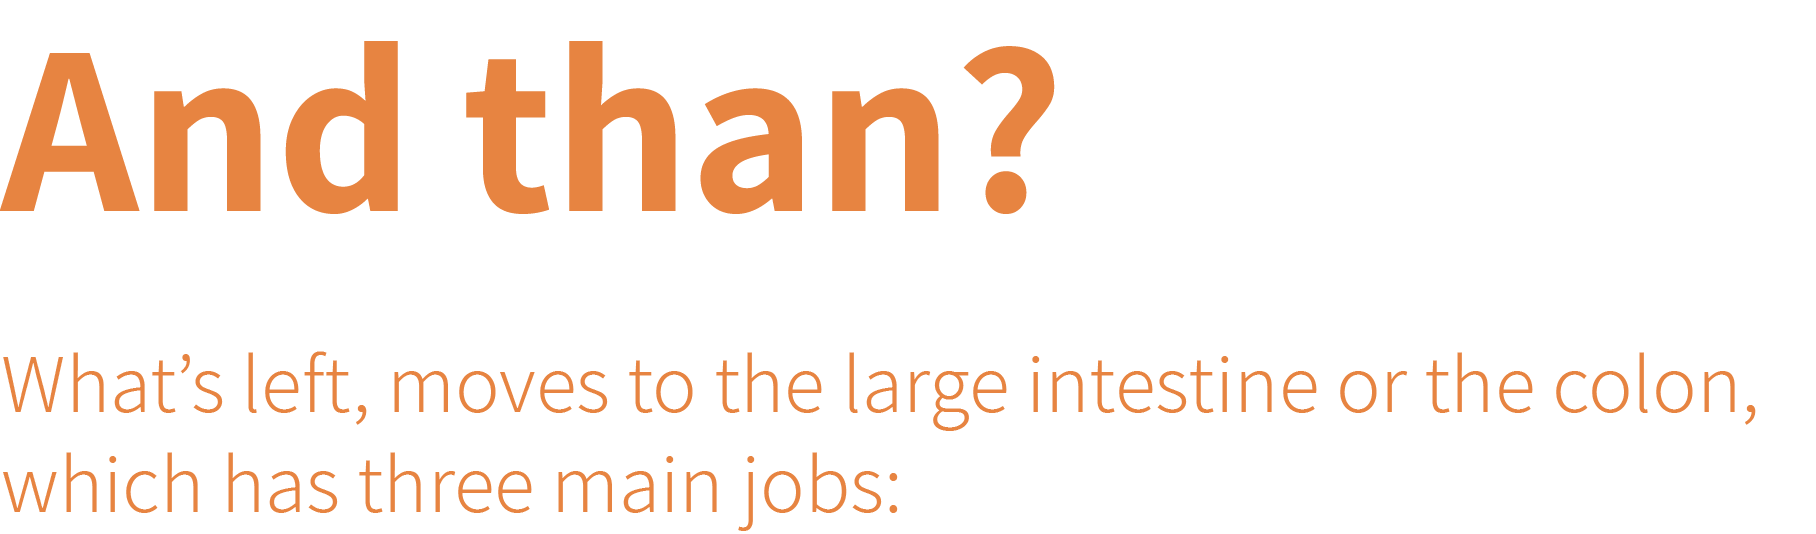 And than?
What’s left, moves to the large intestine or the colon,
which has three main jobs: